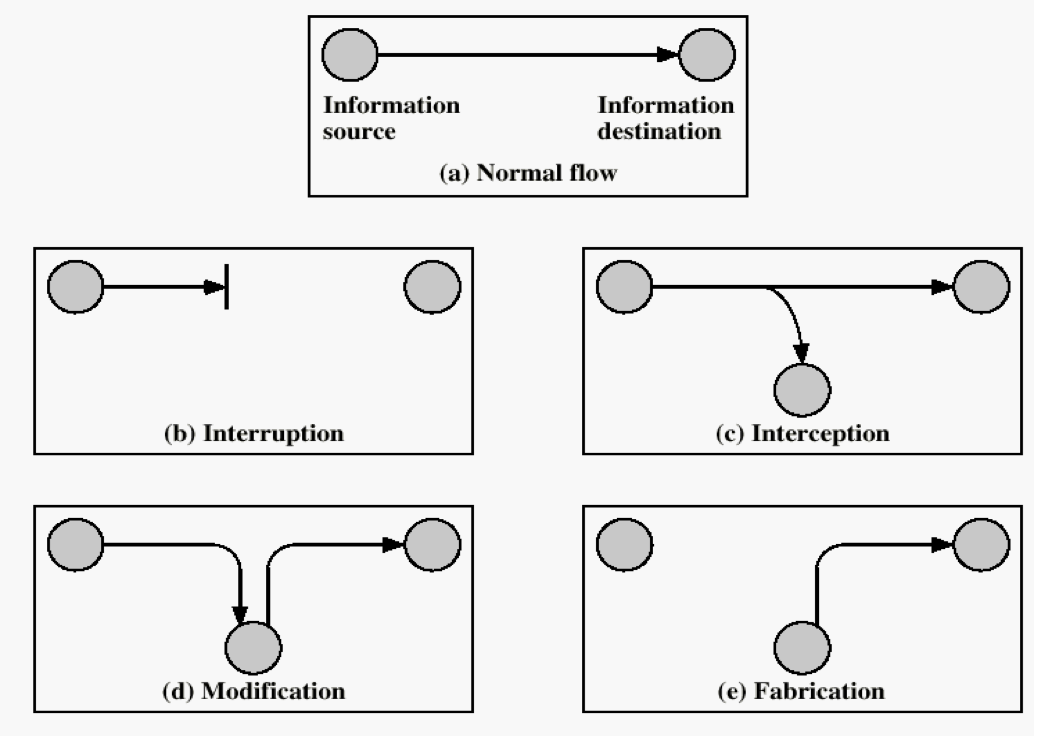 Information
source
Information
destination
(a) Normal flow
(b) Interruption
(c) Interception
(d) Modification
(e) Fabrication